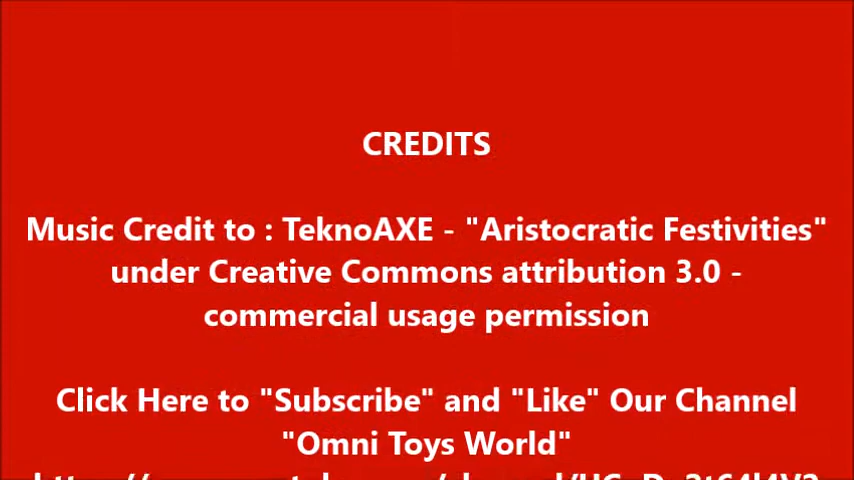 CREDITS
Music Credit to : TeknoAXE - "Aristocratic Festivities"
under Creative Commons attribution 3.0 -
commercial usage permission
Click Here to "Subscribe" and "Like" Our Channel
"Omni Toys World"